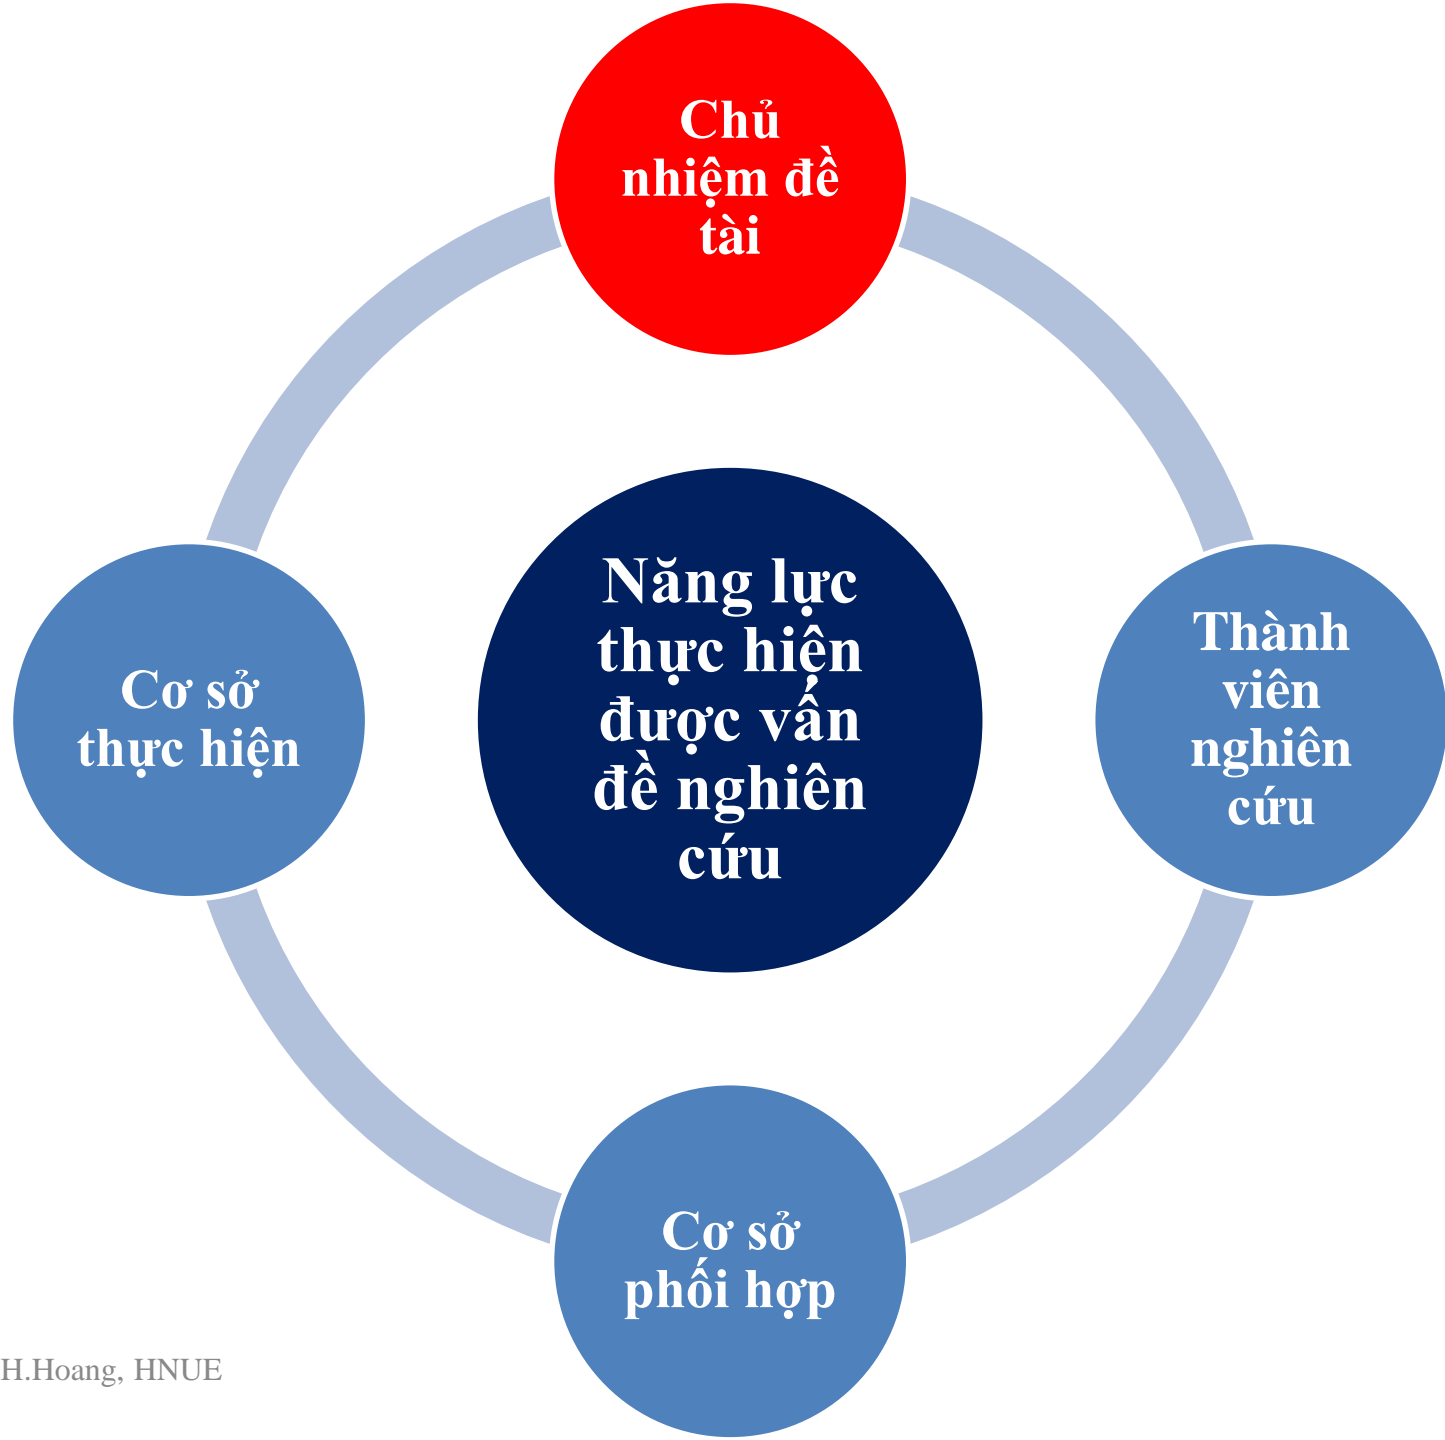 Chủ
nhiệm đề
tài
Năng lực
thực hiện
được vấn
đề nghiên
cứu
Thành
viên
nghiên
cứu
Cơ sở
thực hiện
Cơ sở
phối hợp
H.Hoang, HNUE